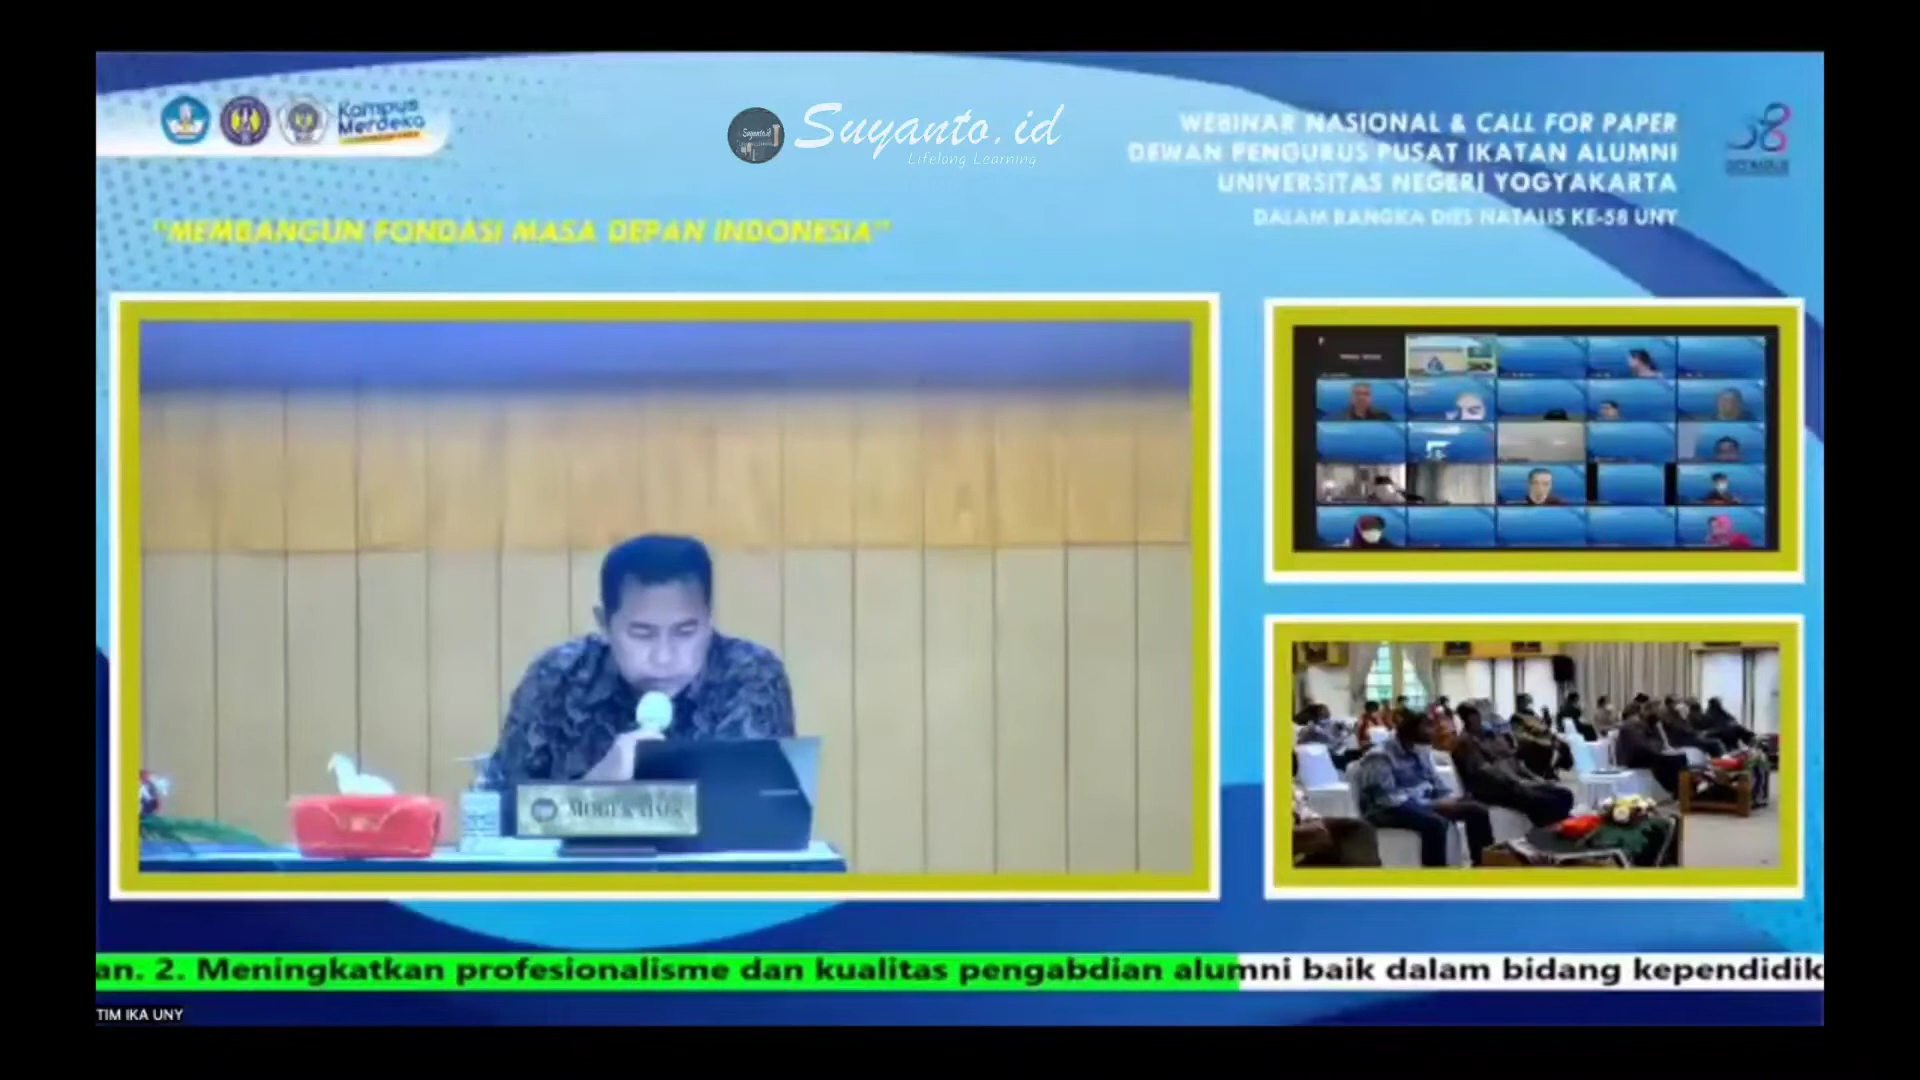 Kampus
Merdeka
Suyanto.id
Lifelong Learning
WEBINAR NASIONAL & CALL FOR PAPER
DEWAN PENGURUS PUSAT IKATAN ALUMNI
UNIVERSITAS NEGERI YOGYAKARTA
DALAM RANGKA DIES NATALIS KE-58 UNY
"MEMBANGUN FONDASI MASA DEPAN INDONESIA"
MODERATOR
an. 2. Meningkatkan profesionalisme dan kualitas pengabdian alumni baik dalam bidang kependidik
TIM IKA UNY